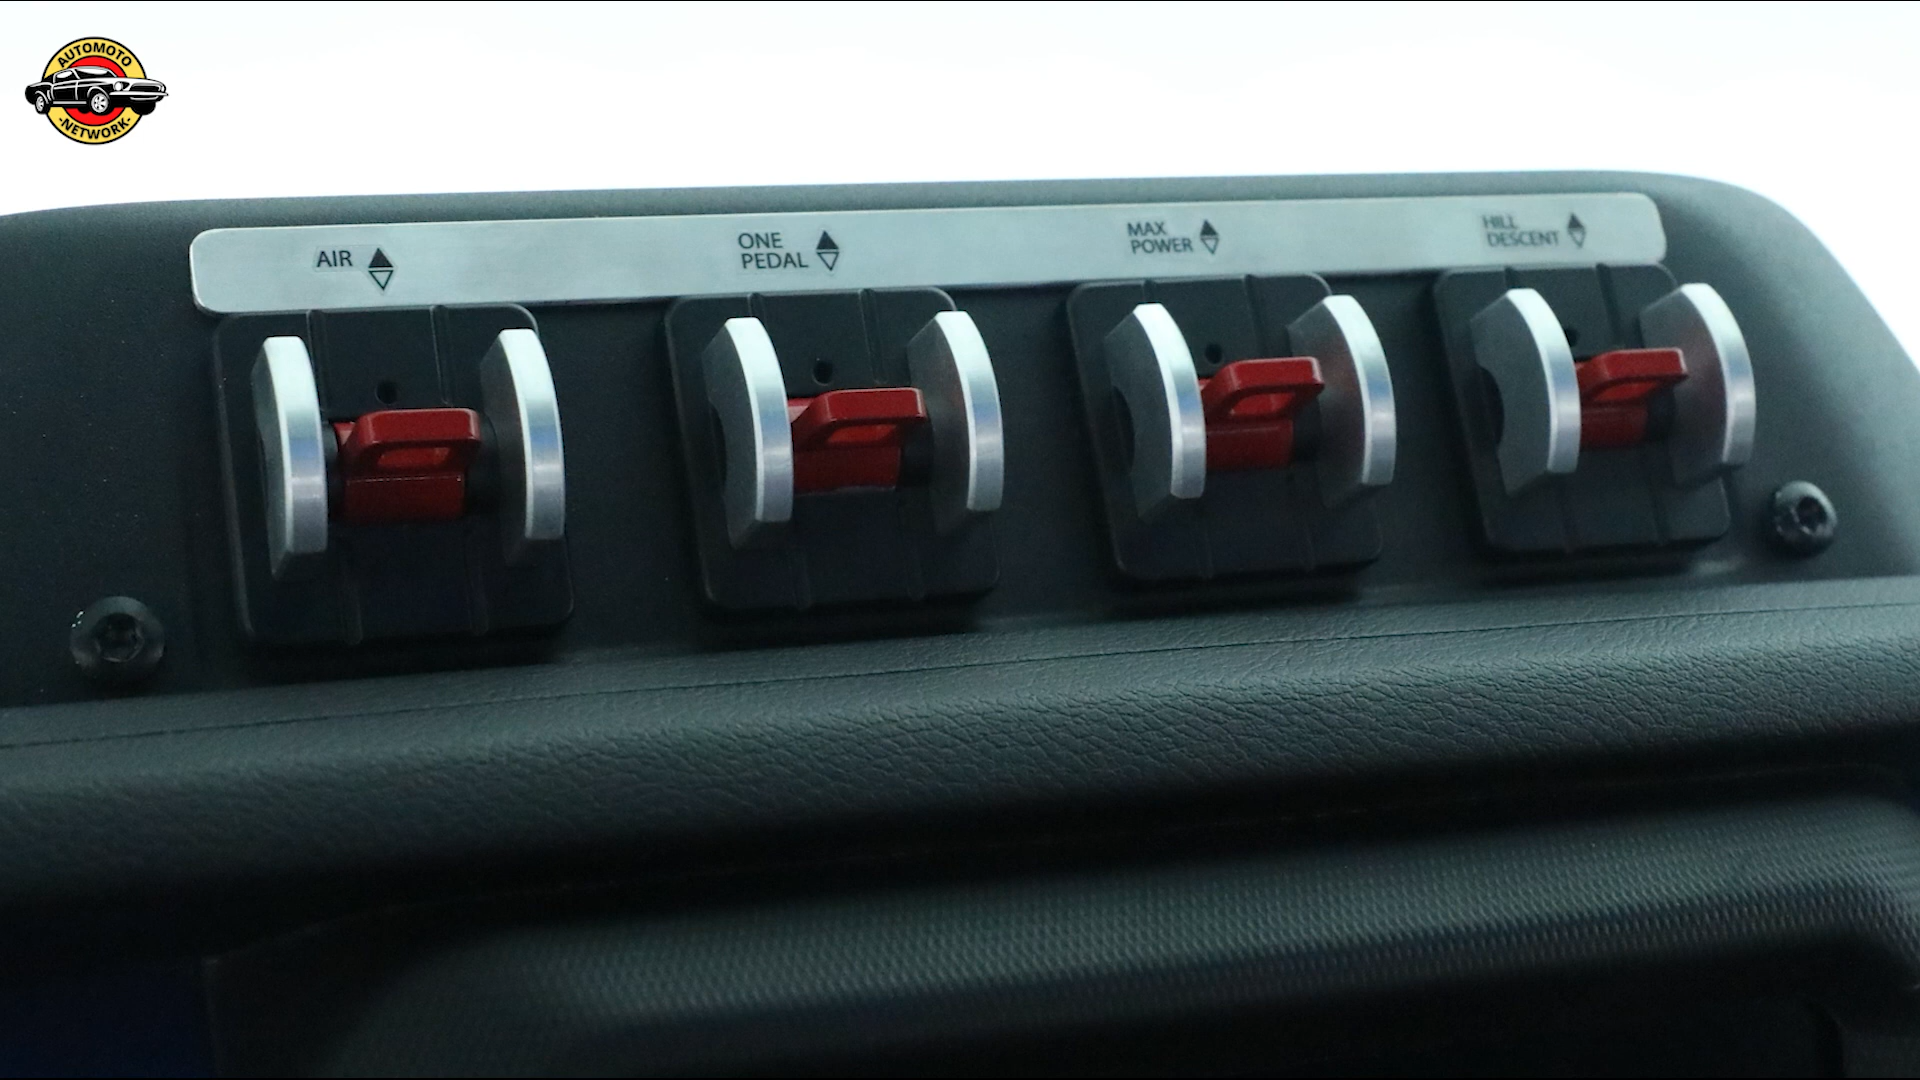 AUTOMOTO
-NETWORK-
AIR
ONE
PEDAL
MAX
POWER
HILL
DESCENT